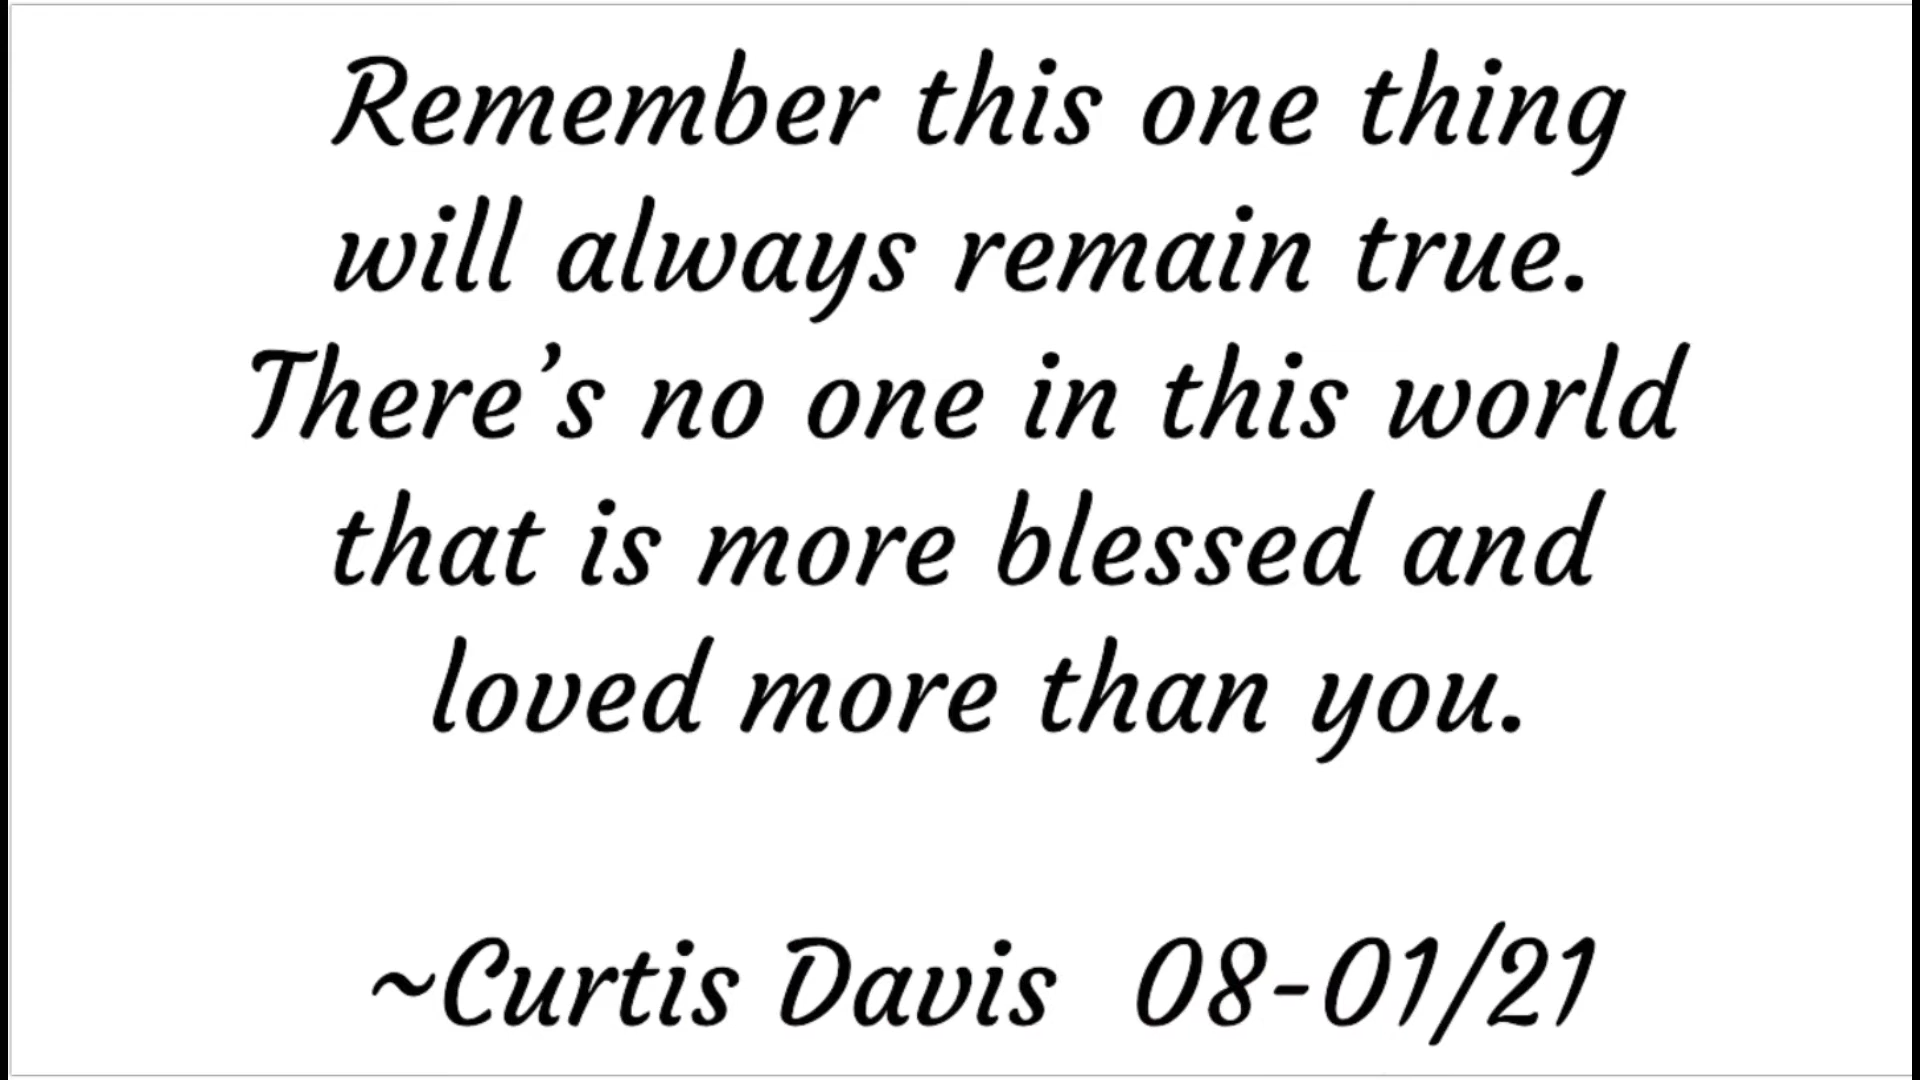 Remember this one thing
will always remain true.
There’s no one in this world
that is more blessed and
loved more than you.
~Curtis Davis 08-01/21